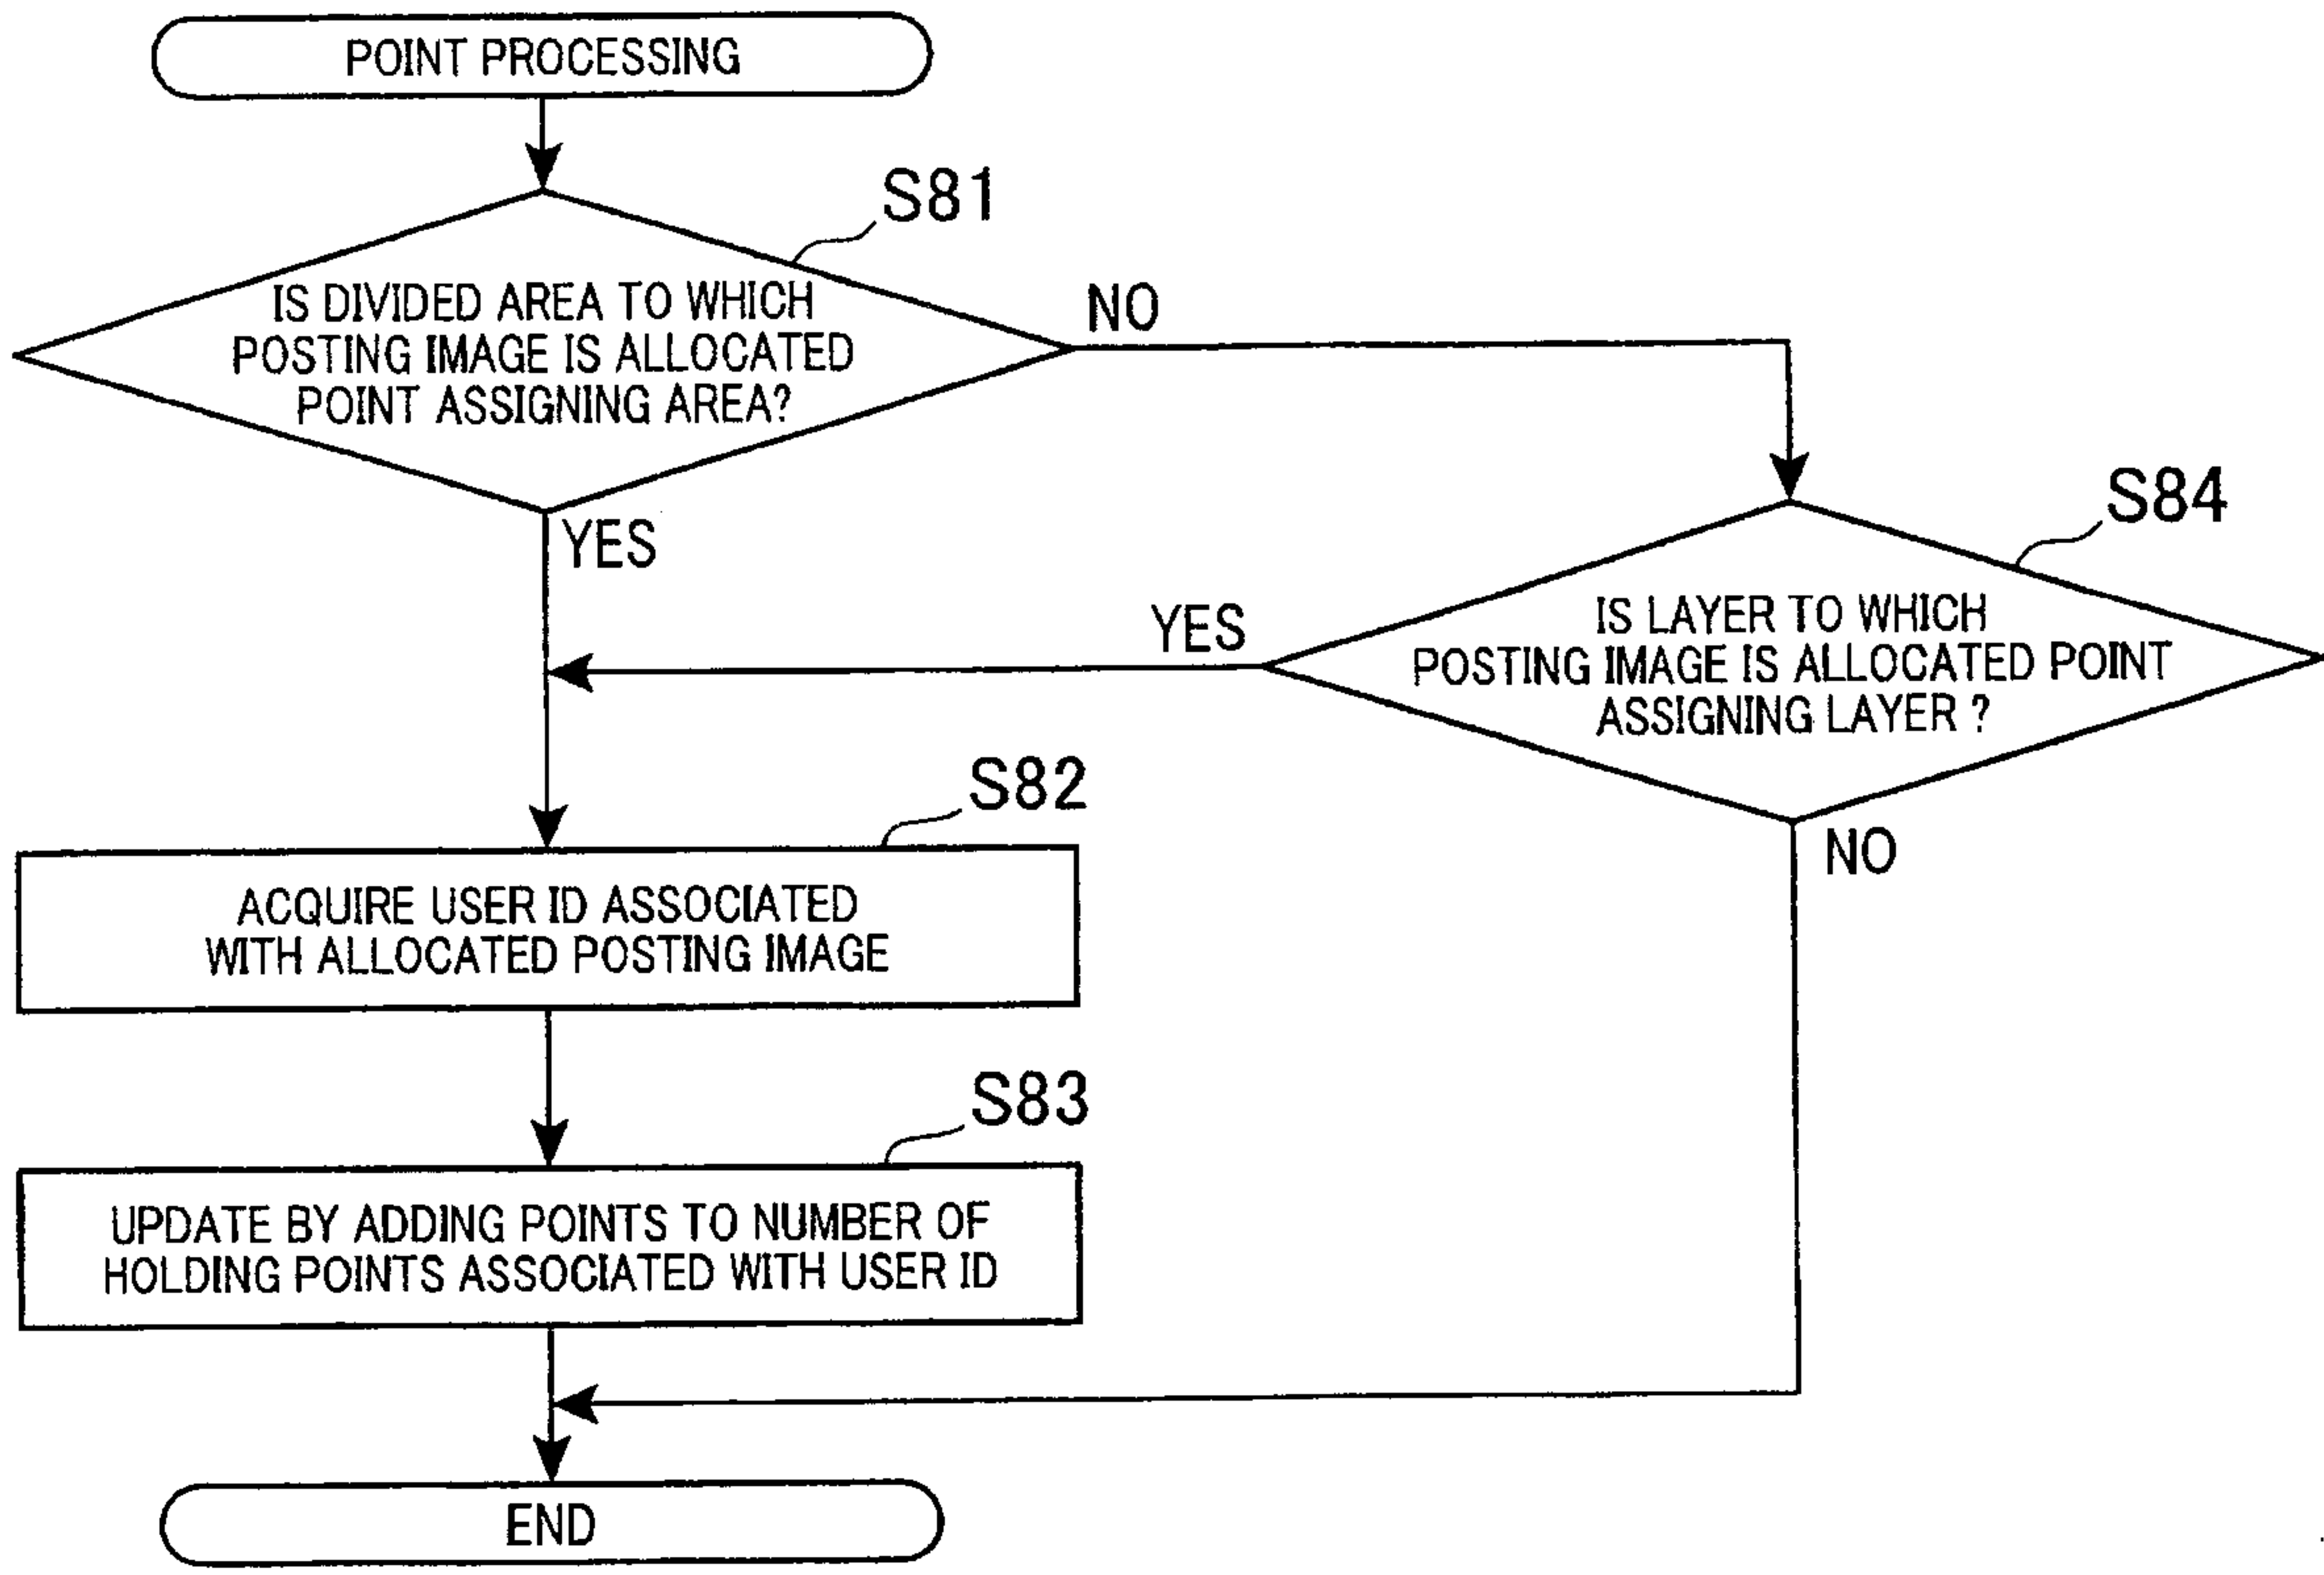 POINT PROCESSING
S81
IS DIVIDED AREA TO WHICH
POSTING IMAGE IS ALLOCATED
POINT ASSIGNING AREA?
NO
YES
S84
IS LAYER TO WHICH
POSTING IMAGE IS ALLOCATED POINT
ASSIGNING LAYER ?
YES
NO
S82
ACQUIRE USER ID ASSOCIATED
WITH ALLOCATED POSTING IMAGE
S83
UPDATE BY ADDING POINTS TO NUMBER OF
HOLDING POINTS ASSOCIATED WITH USER ID
END